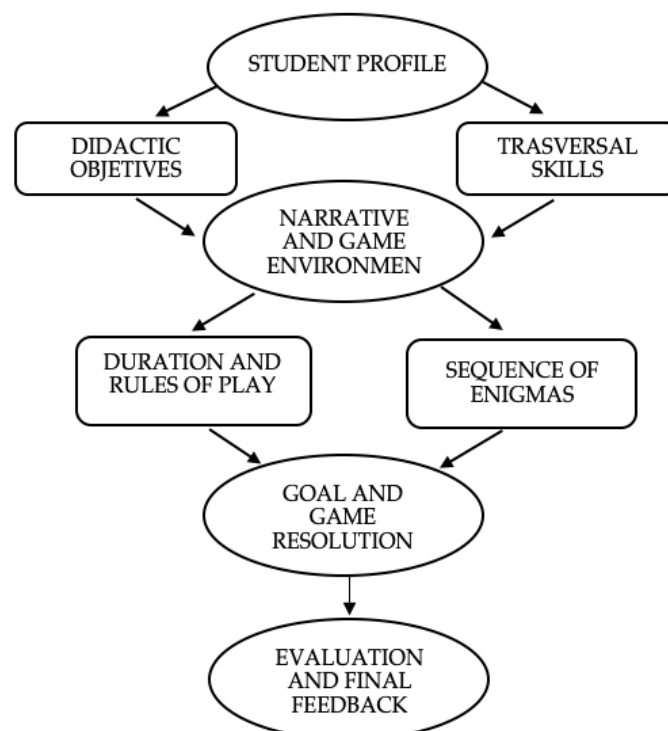 STUDENT PROFILE
DIDACTIC
OBJETIVES
TRASVERSAL
SKILLS
NARRATIVE
AND GAME
ENVIRONMEN
DURATION AND
RULES OF PLAY
SEQUENCE OF
ENIGMAS
GOAL AND
GAME
RESOLUTION
EVALUATION
AND FINAL
FEEDBACK